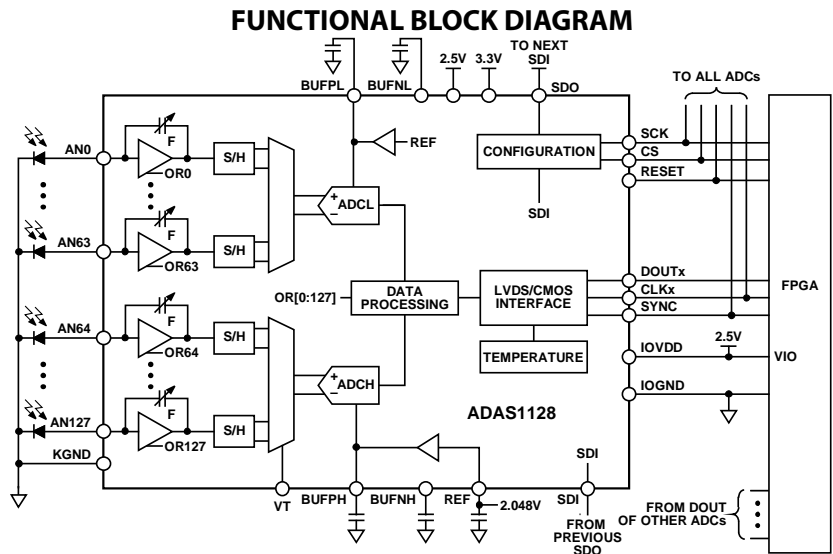 FUNCTIONAL BLOCK DIAGRAM
TO NEXT
SDI
2.5V
3.3V
BUFPL
BUFNL
SDO
TO ALL ADCs
AN0
F
OR0
S/H
REF
CONFIGURATION
SCK
CS
RESET
SDI
+
–
ADCL
AN63
F
OR63
S/H
OR[0:127]
DATA
PROCESSING
LVDS/CMOS
INTERFACE
DOUTx
CLKx
SYNC
FPGA
AN64
F
OR64
S/H
TEMPERATURE
2.5V
IOVDD
VIO
+
–
ADCH
IOGND
AN127
F
OR127
S/H
ADAS1128
KGND
SDI
VT
BUFPH
BUFNH
REF
2.048V
SDI
FROM
PREVIOUS
SDO
FROM DOUT
OF OTHER ADCs